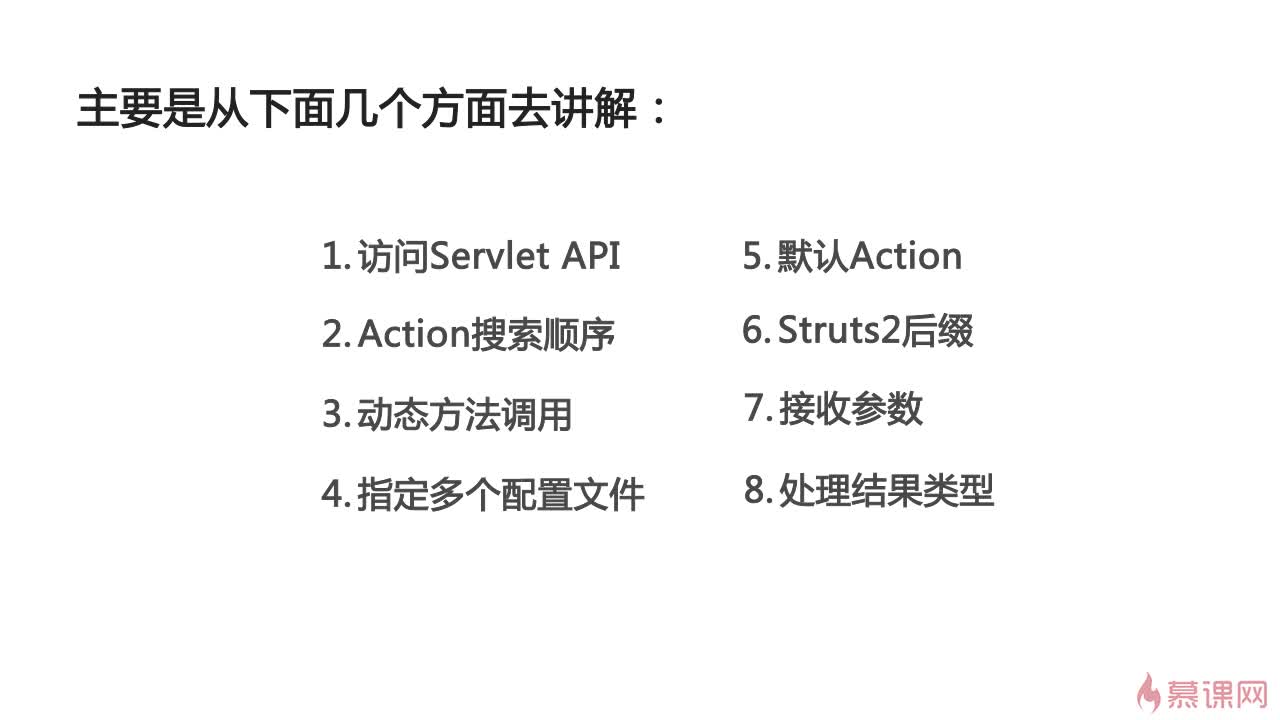 主要是从下面几个方面去讲解：
1. 访问Servlet API
2. Action搜索顺序
3. 动态方法调用
4. 指定多个配置文件
5. 默认Action
6. Struts2后缀
7. 接收参数
8. 处理结果类型
慕课网